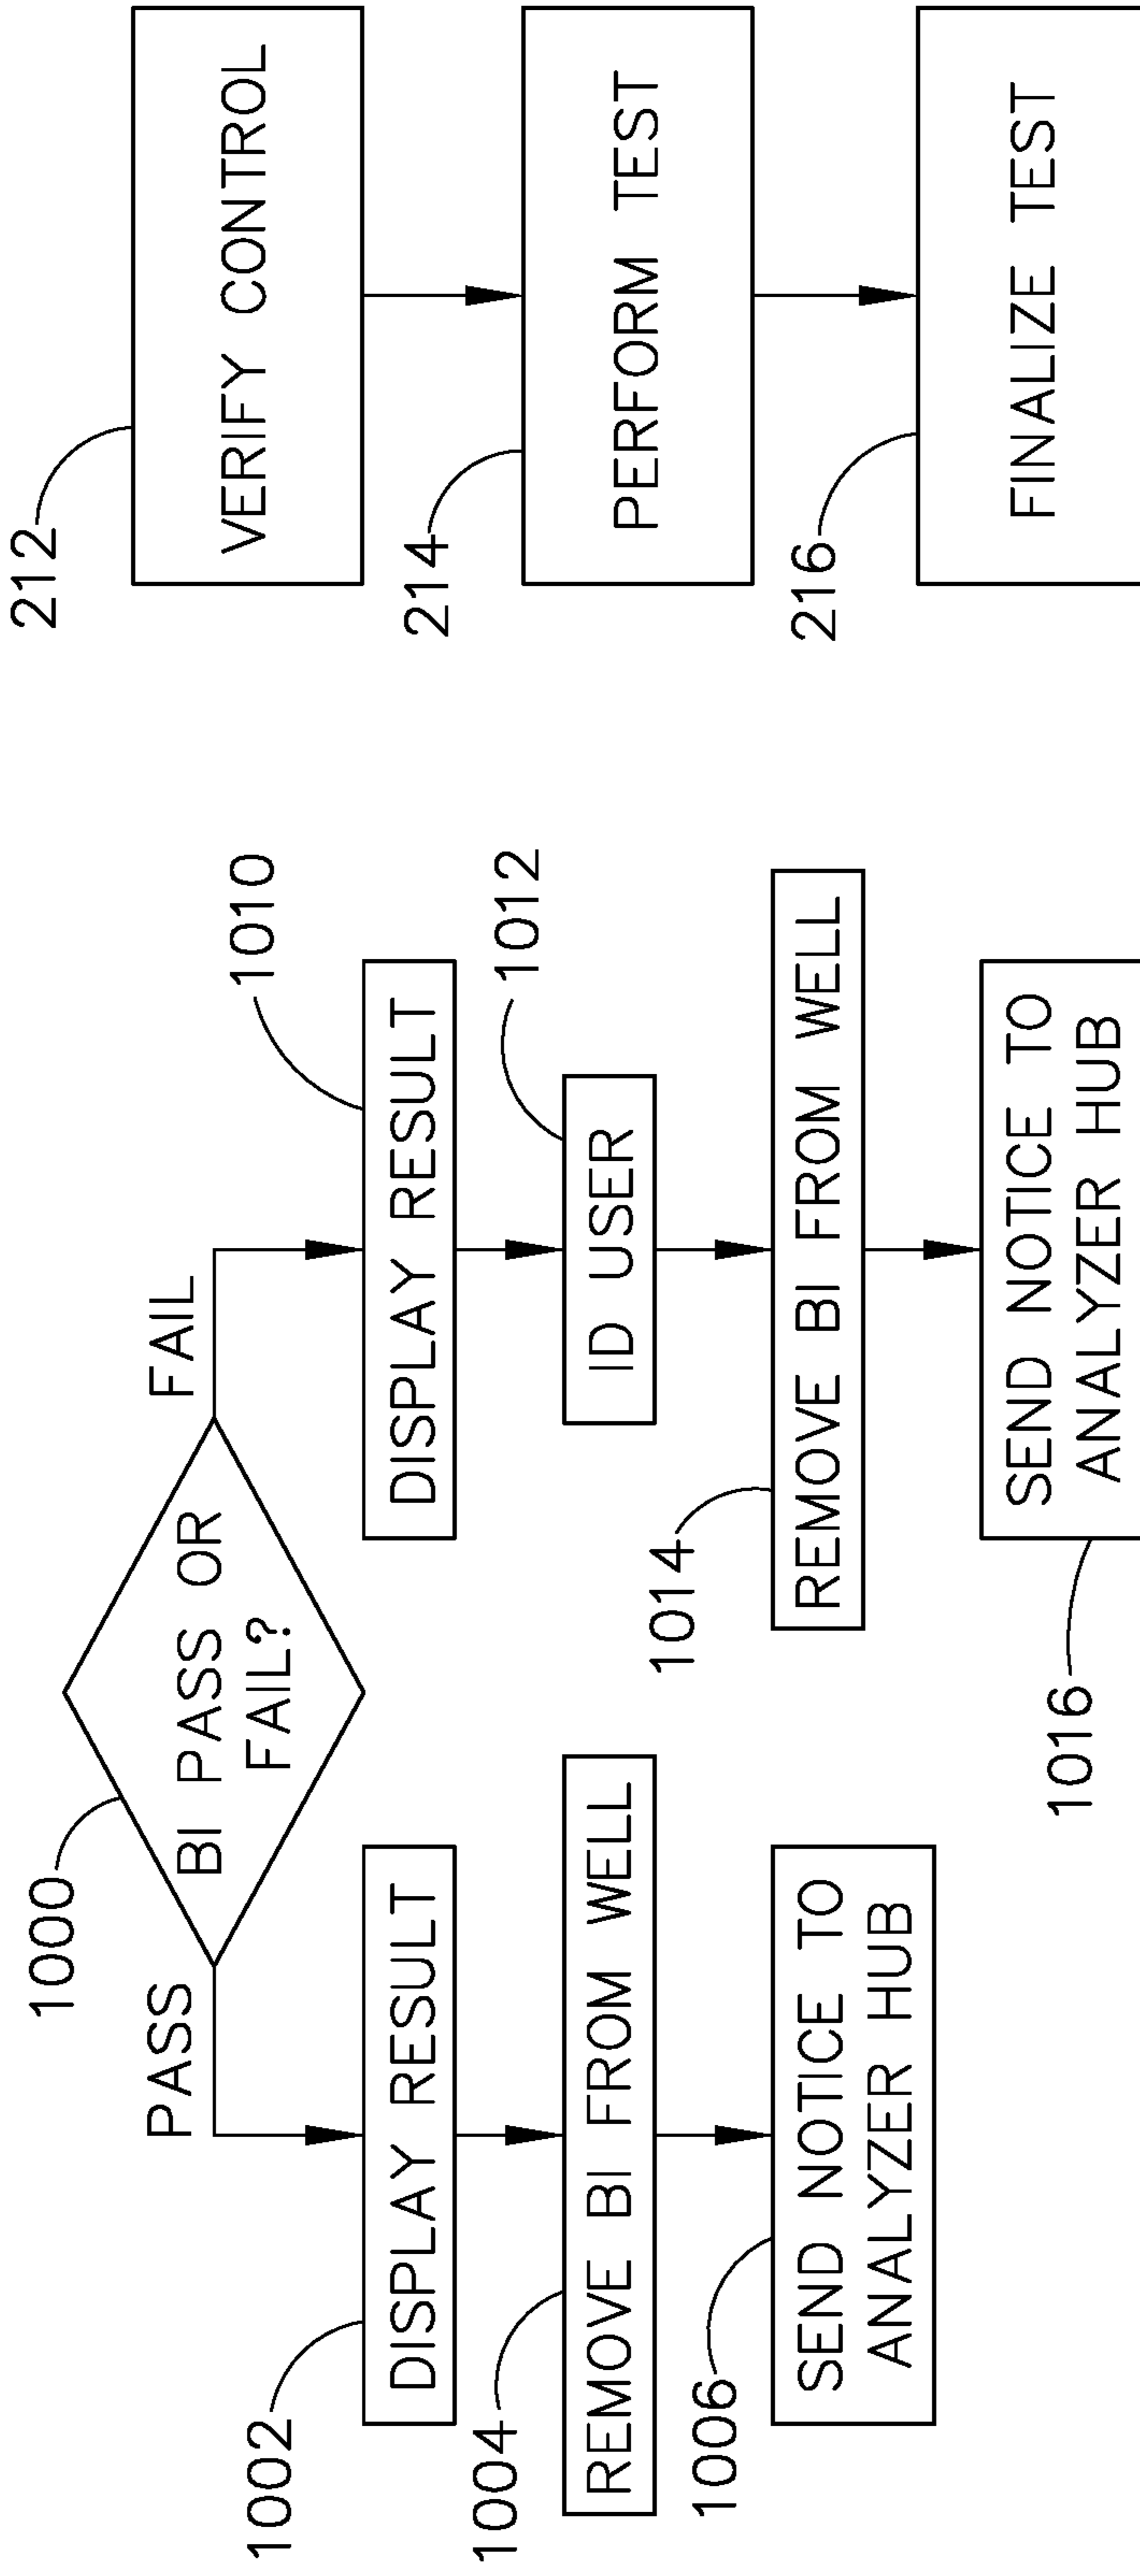 1000
BI PASS OR
FAIL?
PASS
FAIL
1002
DISPLAY RESULT
1004
REMOVE BI FROM WELL
1006
SEND NOTICE TO
ANALYZER HUB
1010
DISPLAY RESULT
1012
ID USER
1014
REMOVE BI FROM WELL
1016
SEND NOTICE TO
ANALYZER HUB
212
VERIFY CONTROL
214
PERFORM TEST
216
FINALIZE TEST